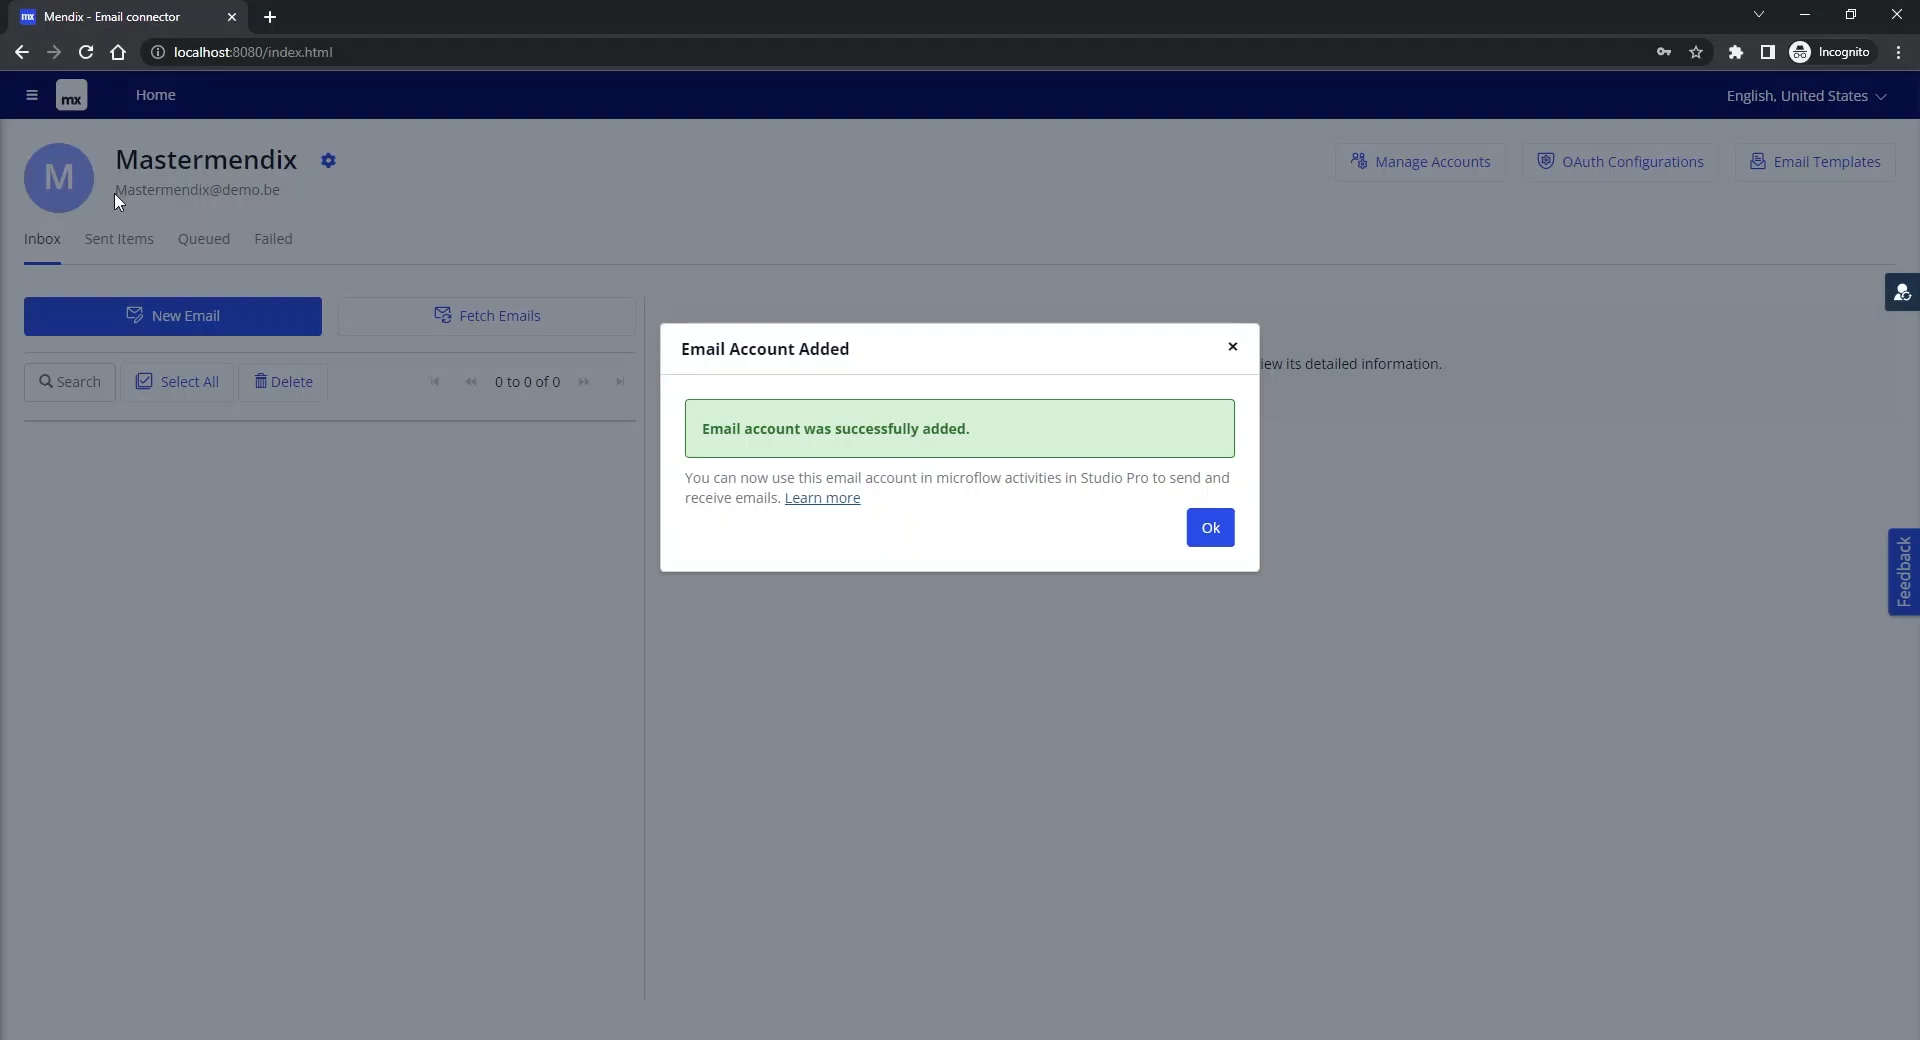 mx Mendix - Email connector
localhost:8080/index.html
Incognito
mx
Home
English, United States
M
Mastermendix
Mastermendix@demo.be
Manage Accounts
OAuth Configurations
Email Templates
Inbox
Sent Items
Queued
Failed
New Email
Fetch Emails
Search
Select All
Delete
0 to 0 of 0
iew its detailed information.
Email Account Added
Email account was successfully added.
You can now use this email account in microflow activities in Studio Pro to send and
receive emails. Learn more
Ok
Feedback